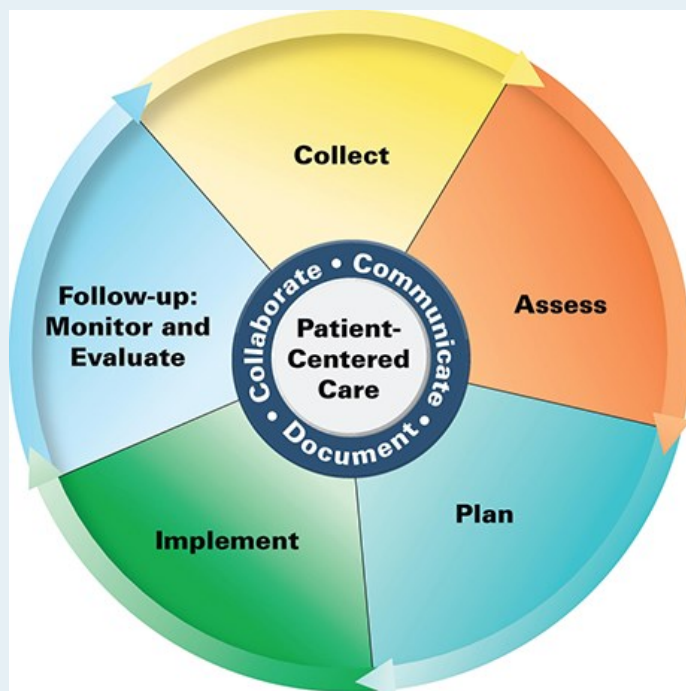 Collect
Assess
Plan
Implement
Follow-up:
Monitor and
Evaluate
Collaborate • Communicate • Document •
Patient-
Centered
Care